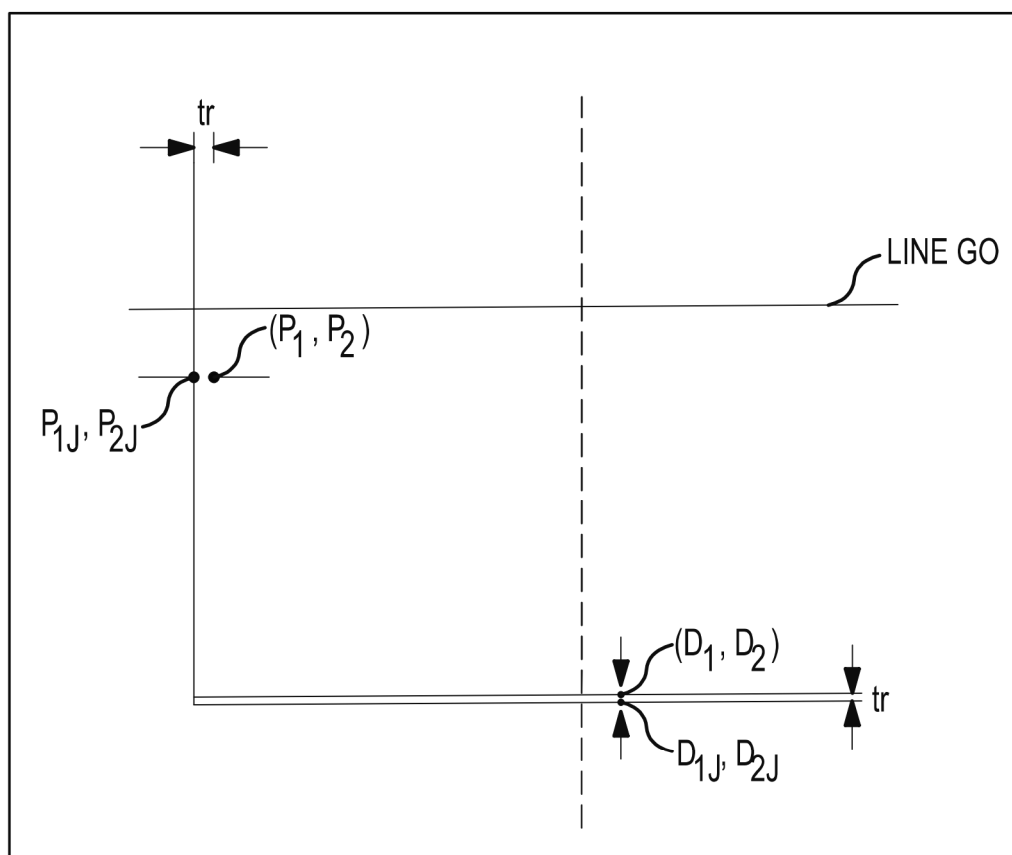 tr
LINE GO
(P1, P2)
P1J, P2J
(D1, D2)
tr
D1J, D2J